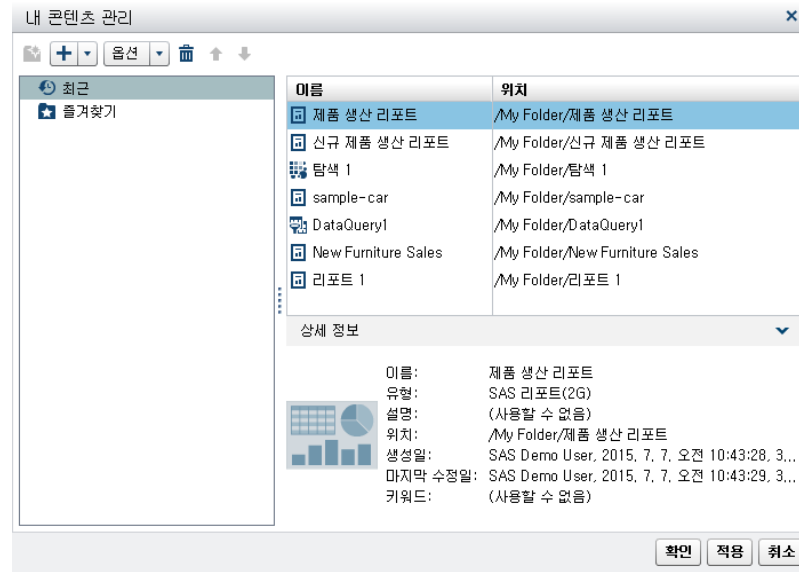 내 콘텐츠 관리
옵션
최근
즐겨찾기
이름 위치
제품 생산 리포트 /My Folder/제품 생산 리포트
신규 제품 생산 리포트 /My Folder/신규 제품 생산 리포트
탐색 1 /My Folder/탐색 1
sample-car /My Folder/sample-car
DataQuery1 /My Folder/DataQuery1
New Furniture Sales /My Folder/New Furniture Sales
리포트 1 /My Folder/리포트 1
상세 정보
이름: 제품 생산 리포트
유형: SAS 리포트(2G)
설명: (사용할 수 없음)
위치: /My Folder/제품 생산 리포트
생성일: SAS Demo User, 2015. 7. 7. 오전 10:43:28, 3...
마지막 수정일: SAS Demo User, 2015. 7. 7. 오전 10:43:29, 3...
키워드: (사용할 수 없음)
확인 적용 취소